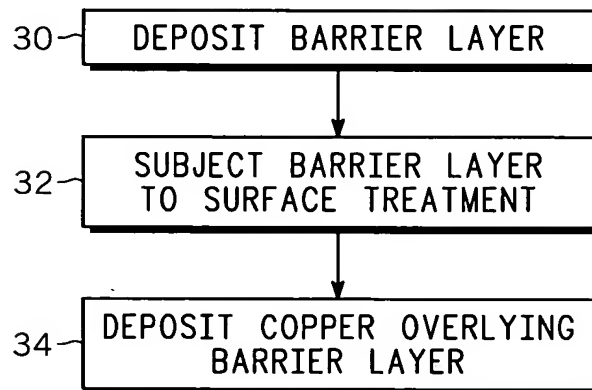 30 DEPOSIT BARRIER LAYER
32 SUBJECT BARRIER LAYER
TO SURFACE TREATMENT
34 DEPOSIT COPPER OVERLYING
BARRIER LAYER